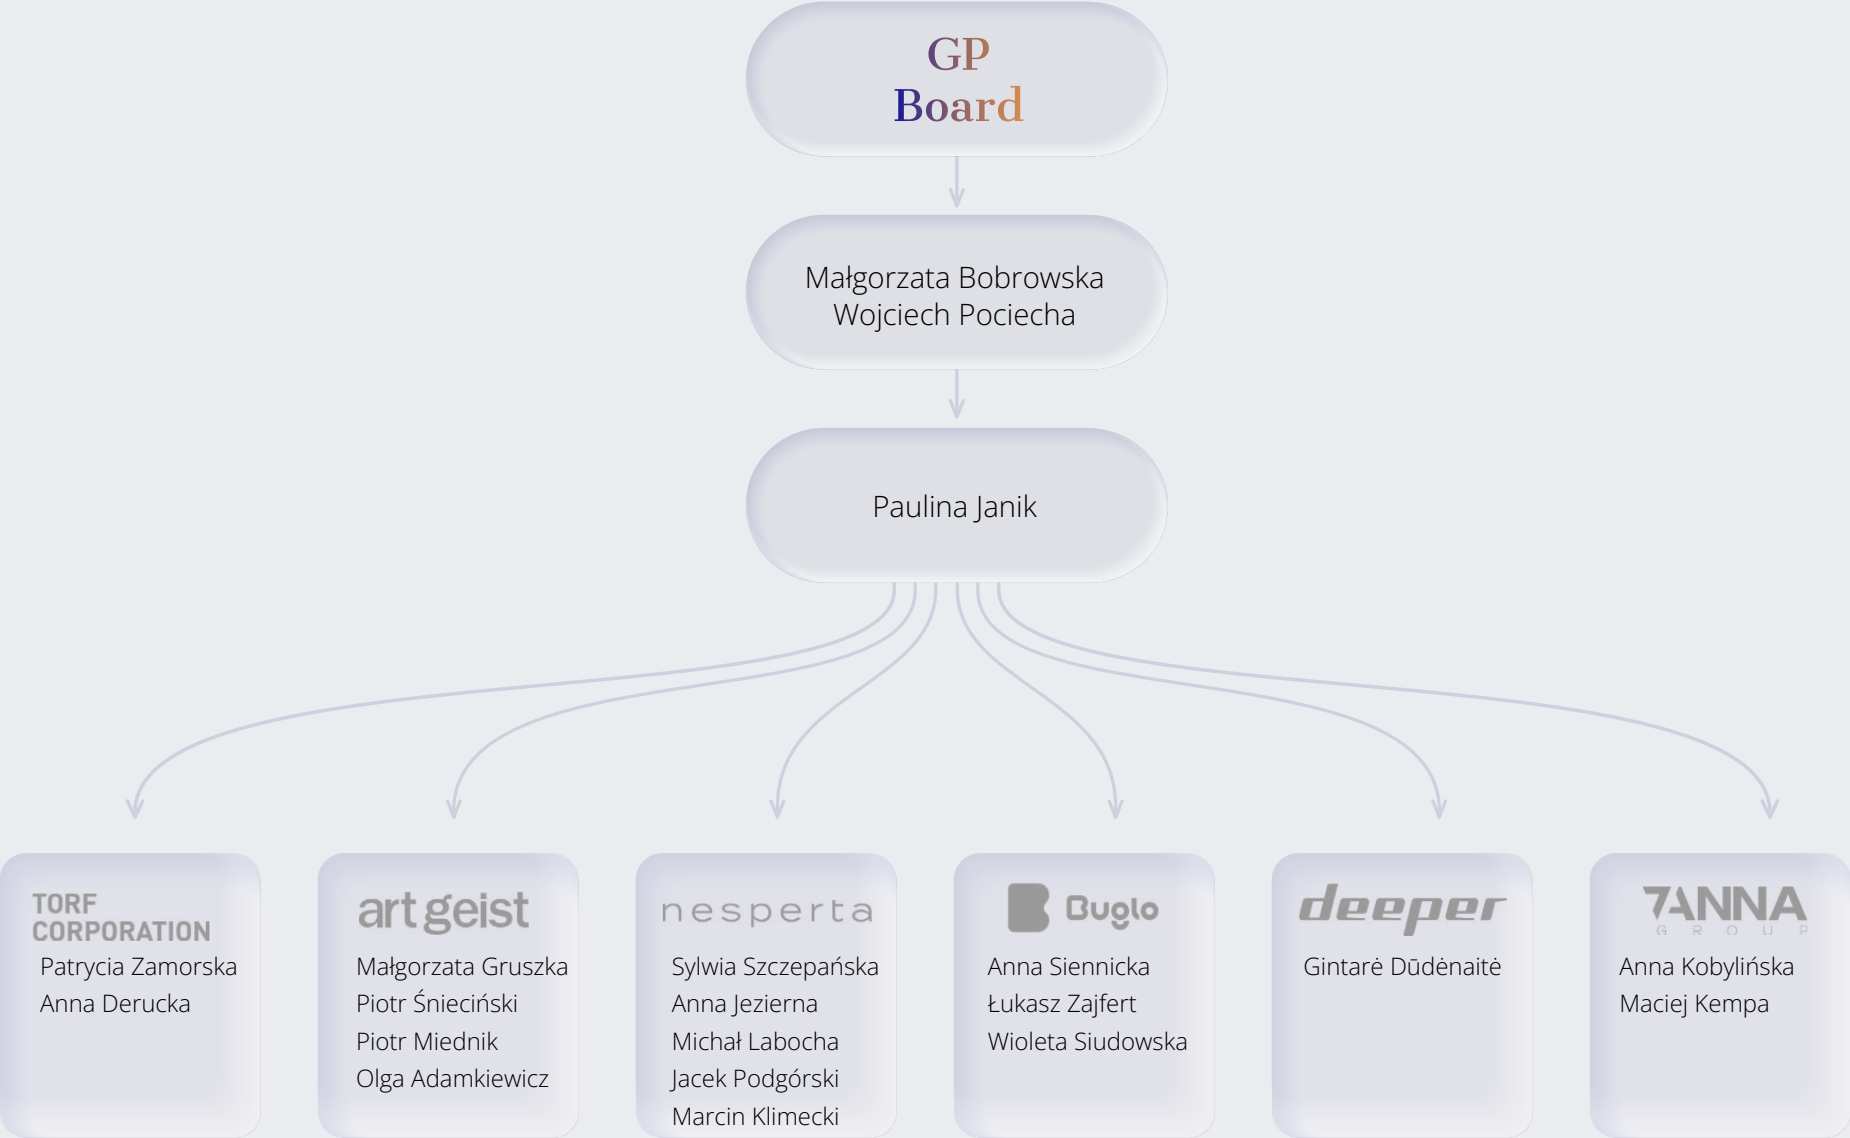 GP
Board
Małgorzata Bobrowska
Wojciech Pociecha
Paulina Janik
TORF
CORPORATION
Patrycia Zamorska
Anna Derucka
artgeist
Małgorzata Gruszka
Piotr Śnieciński
Piotr Miednik
Olga Adamkiewicz
nesperta
Sylwia Szczepańska
Anna Jezierna
Michał Labocha
Jacek Podgórski
Marcin Klimecki
Buglo
Anna Siennicka
Łukasz Zajfert
Wioleta Siudowska
deeper
Gintarė Dūdėnaitė
7ANNA
GROUP
Anna Kobylińska
Maciej Kempa